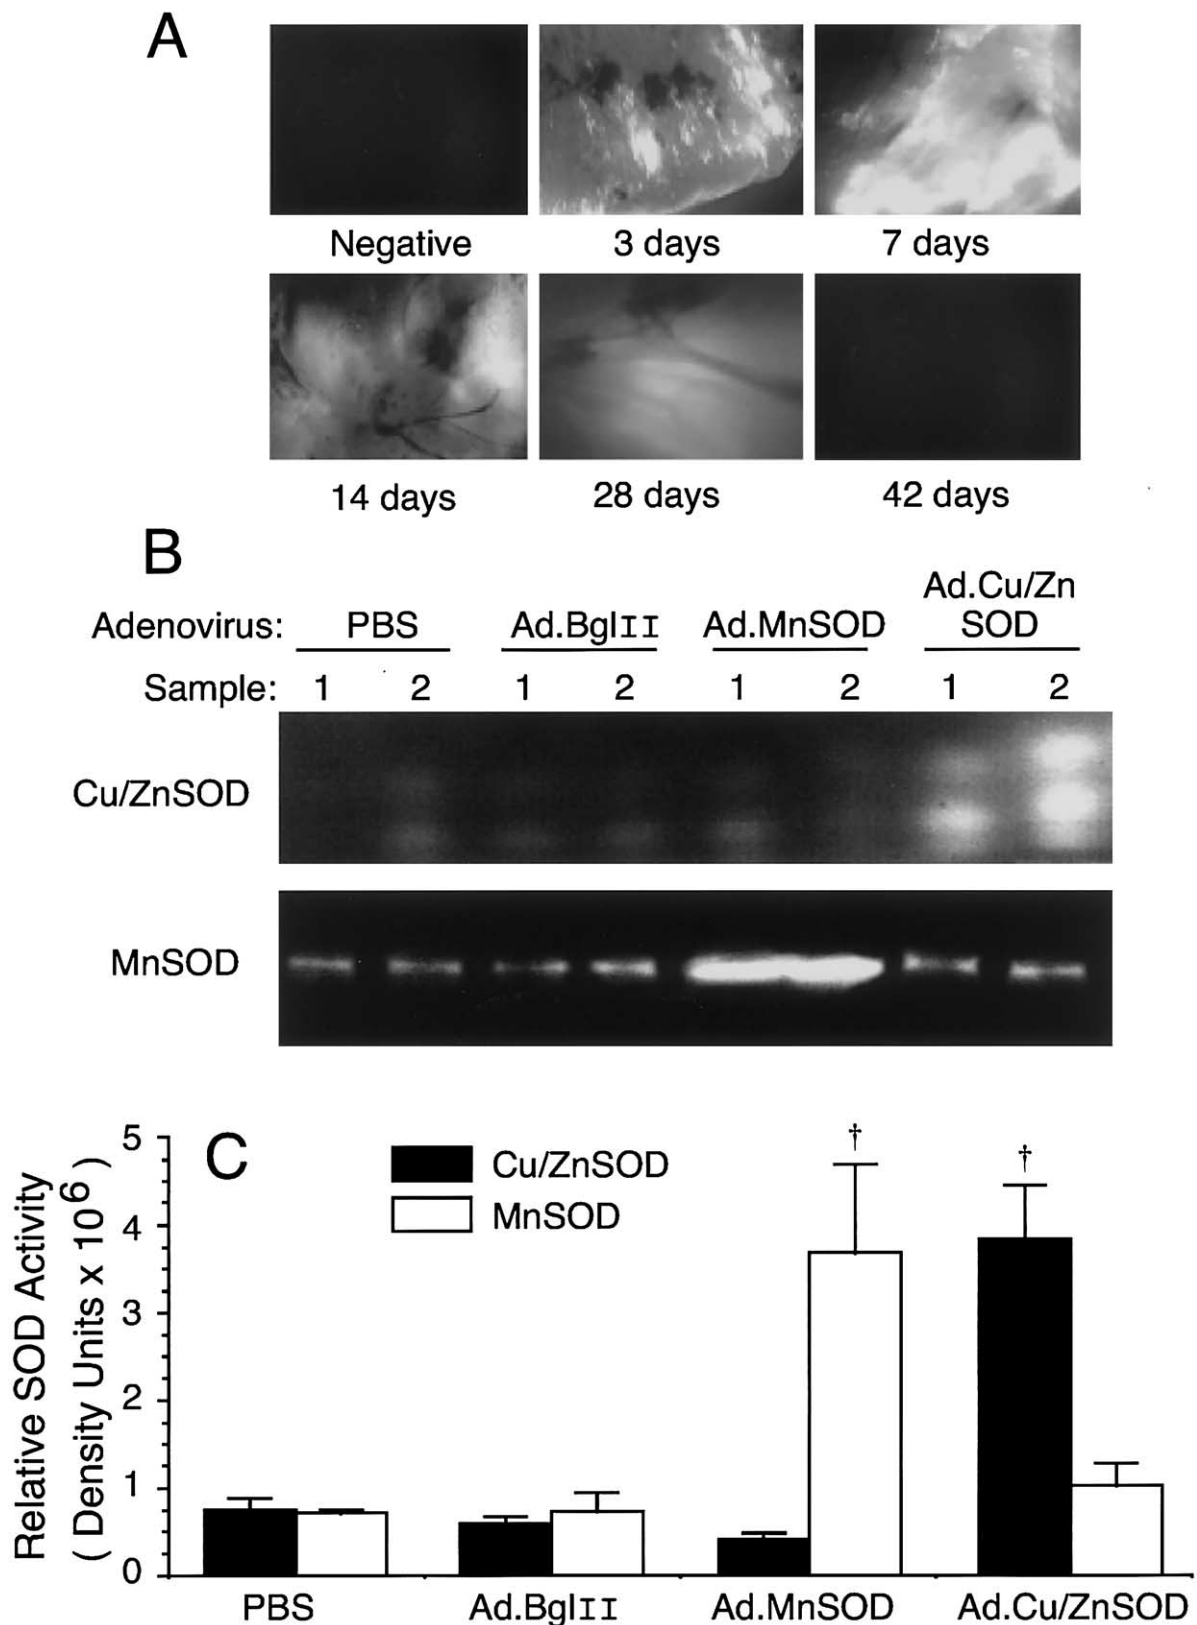 A
Negative
3 days
7 days
14 days
28 days
42 days
B
Ad.Cu/Zn
Adenovirus: PBS Ad.BglII Ad.MnSOD SOD
Sample: 1 2 1 2 1 2 1 2
Cu/ZnSOD
MnSOD
C
Relative SOD Activity
( Density Units x 10⁶ )
5
4
3
2
1
0
Cu/ZnSOD
MnSOD
†
†
PBS
Ad.BglII
Ad.MnSOD
Ad.Cu/ZnSOD